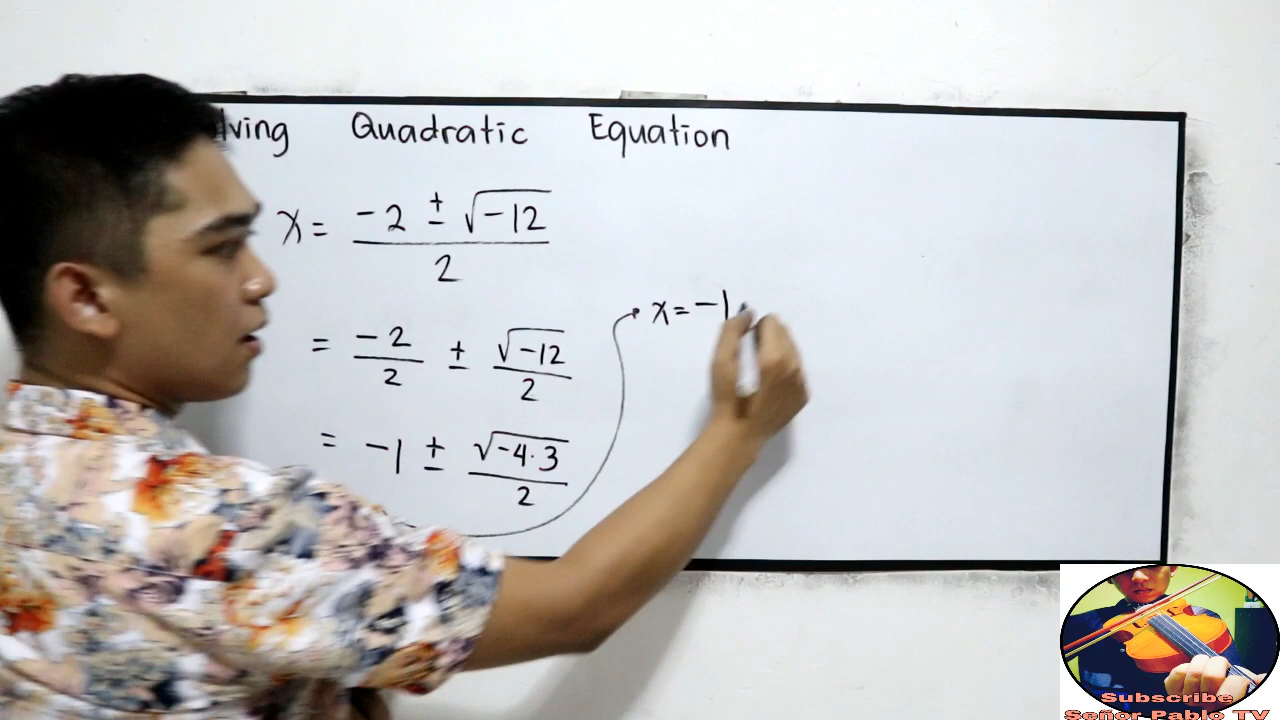 lving Quadratic Equation
x = -2 ± √-12 / 2
= -2 / 2 ± √-12 / 2
= -1 ± √-4·3 / 2
x = -1
Subscribe
Señor Pablo TV